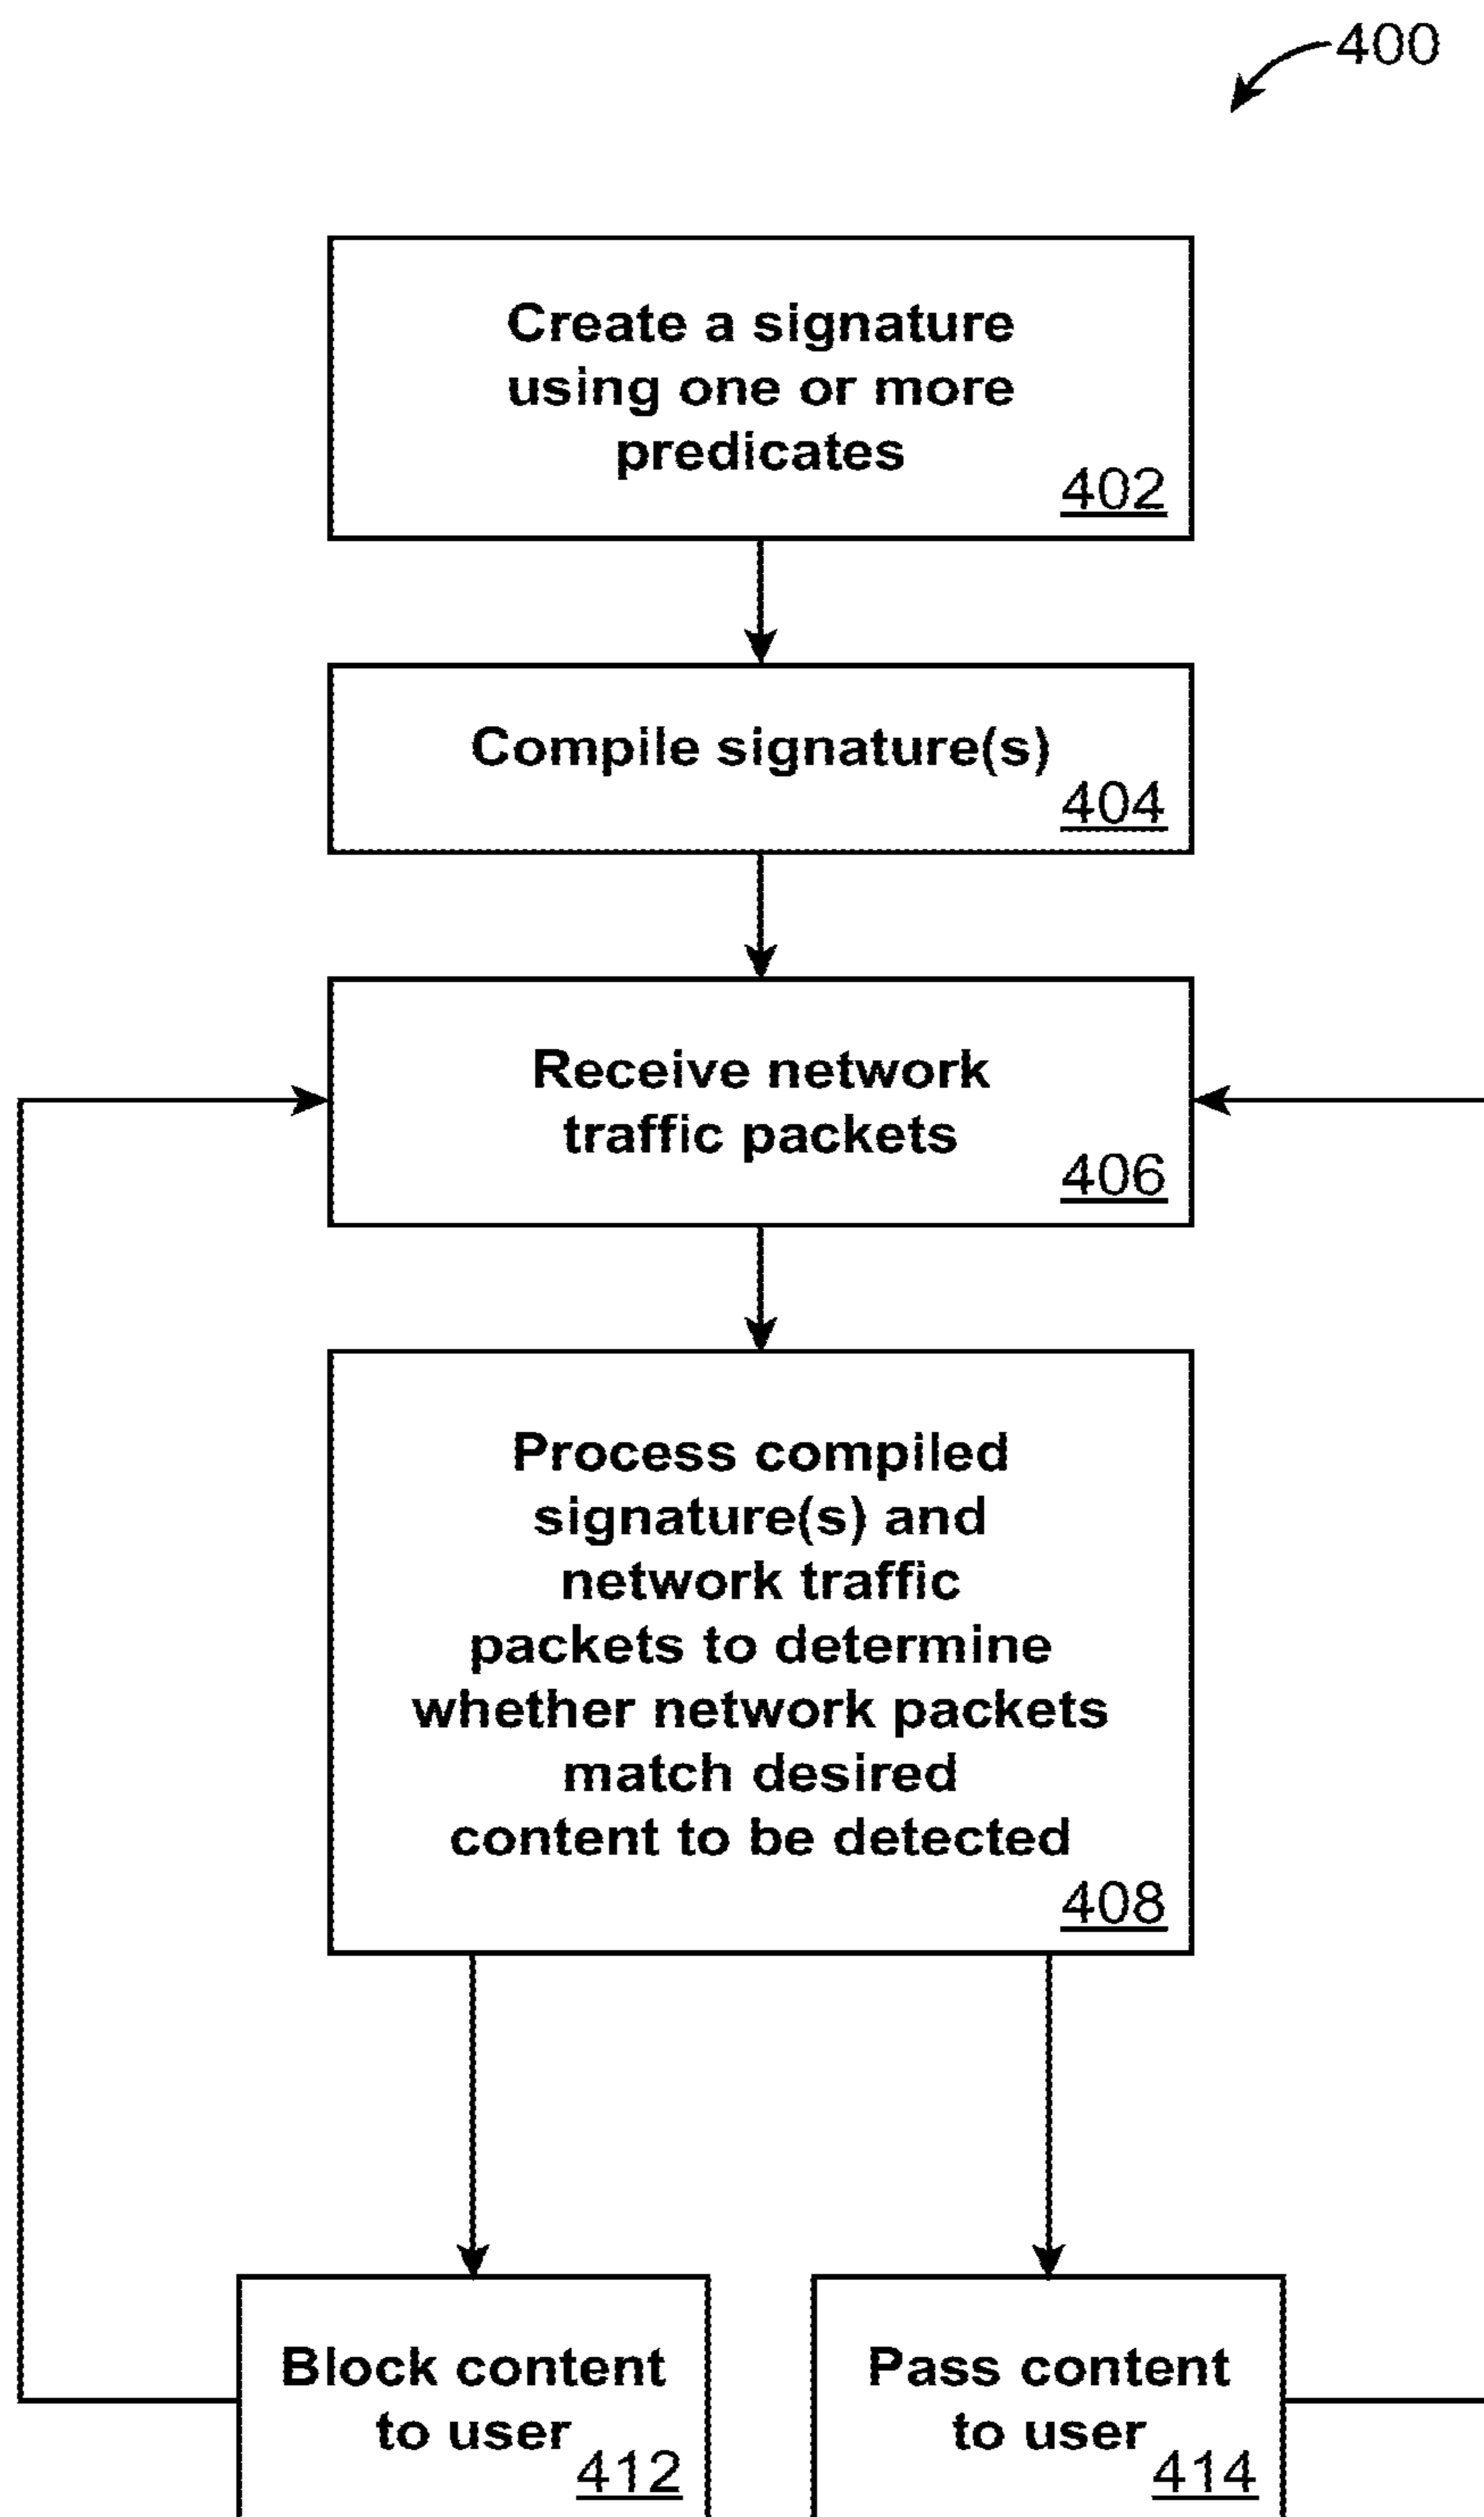 400
Create a signature
using one or more
predicates
402
Compile signature(s)
404
Receive network
traffic packets
406
Process compiled
signature(s) and
network traffic
packets to determine
whether network packets
match desired
content to be detected
408
Block content
to user
412
Pass content
to user
414